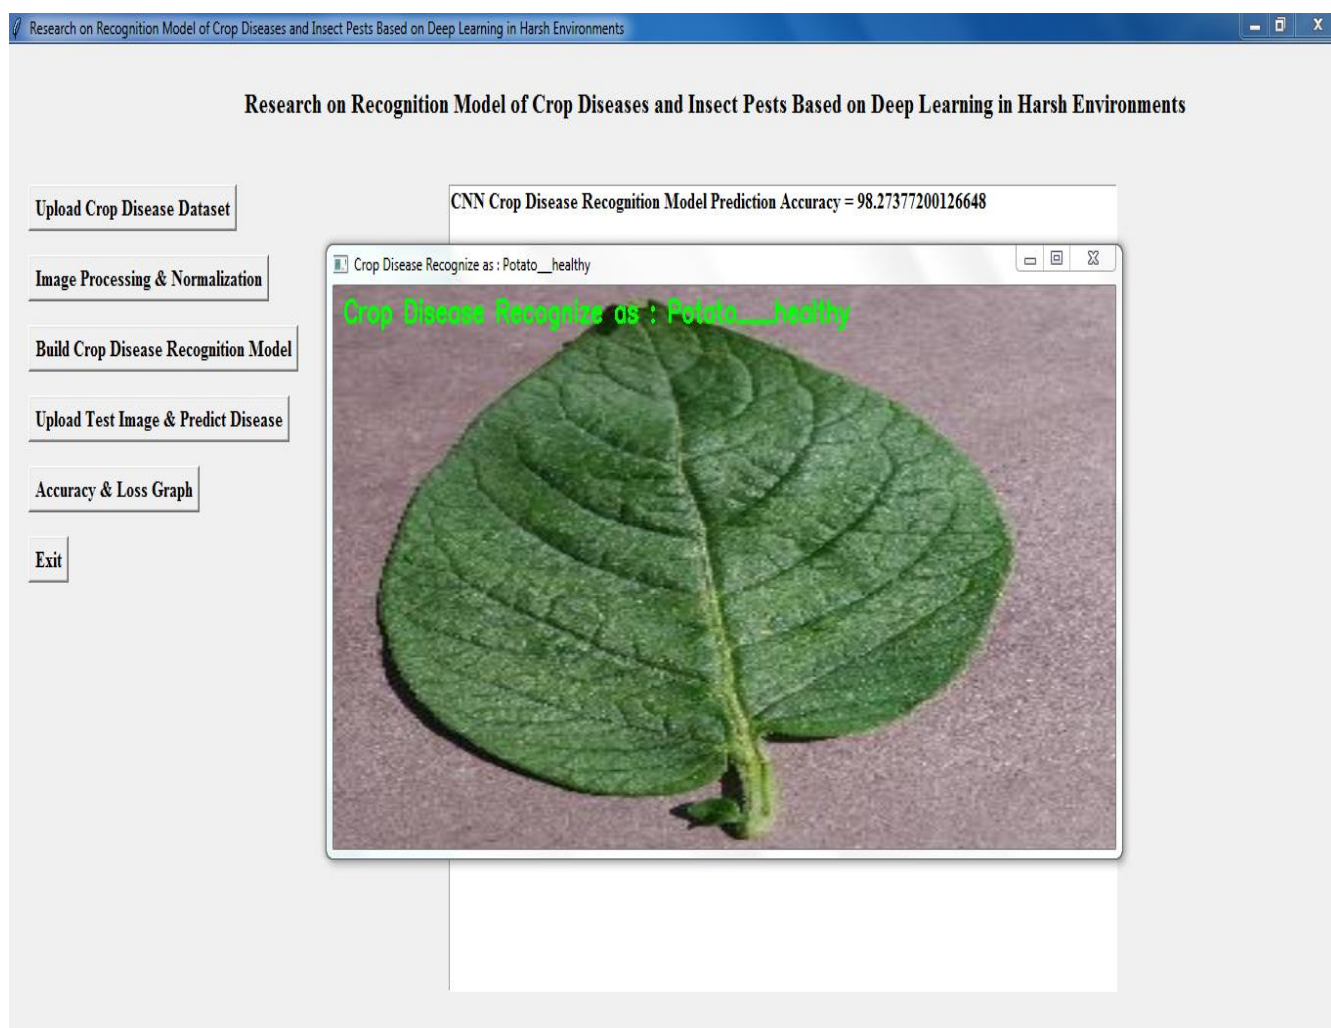 Research on Recognition Model of Crop Diseases and Insect Pests Based on Deep Learning in Harsh Environments
Research on Recognition Model of Crop Diseases and Insect Pests Based on Deep Learning in Harsh Environments
Upload Crop Disease Dataset
Image Processing & Normalization
Build Crop Disease Recognition Model
Upload Test Image & Predict Disease
Accuracy & Loss Graph
Exit
CNN Crop Disease Recognition Model Prediction Accuracy = 98.27377200126648
Crop Disease Recognize as : Potato__healthy
Crop Disease Recognize as : Potato___healthy